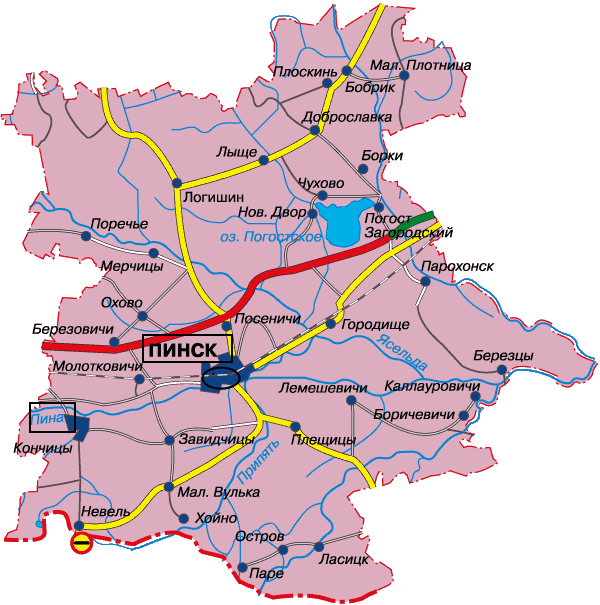 Плоскинь
Мал. Плотница
Бобрик
Доброславка
Лыще
Борки
Логишин
Чухово
Нов. Двор
Погост
Загородский
Поречье
оз. Погостское
Мерчицы
Парохонск
Охово
Посеничи
Городище
Березовичи
ПИНСК
Ясельда
Молотковичи
Березцы
Лемешевичи
Каллауровичи
Пина
Боричевичи
Кончицы
Завидчицы
Плещицы
Припять
Мал. Вулька
Невель
Хойно
Остров
Ласицк
Паре